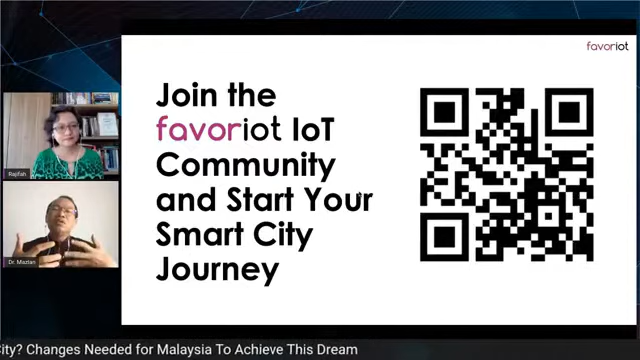 favoriot
Join the
favoriot IoT
Community
and Start Your
Smart City
Journey
Rajifah
Dr. Mazlan
City? Changes Needed for Malaysia To Achieve This Dream